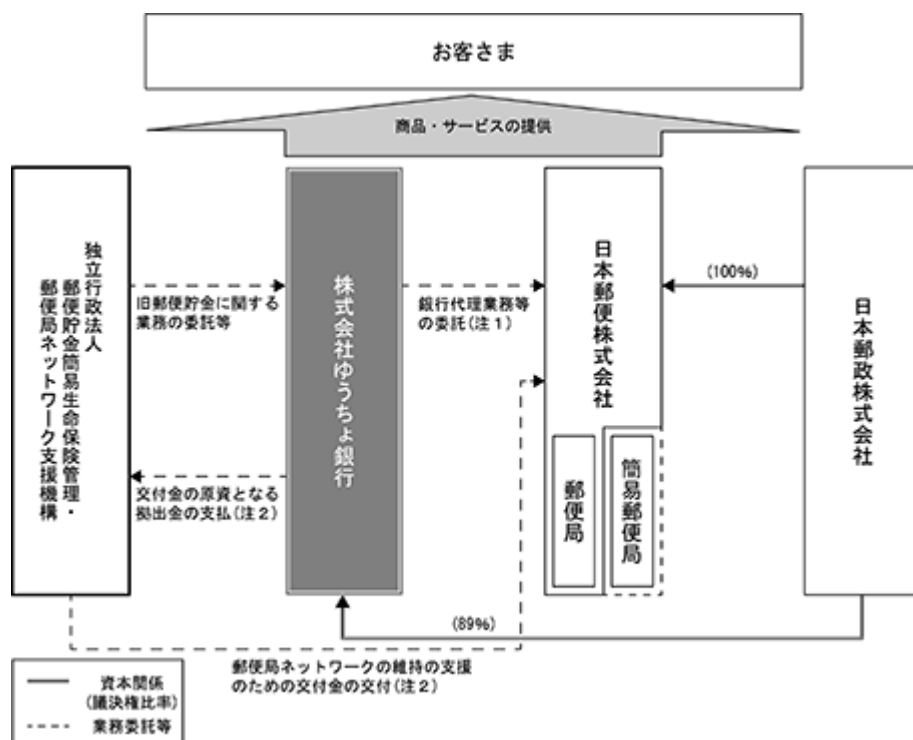 お客さま
商品・サービスの提供
独立行政法人
郵便貯金簡易生命保険管理・
郵便局ネットワーク支援機構
旧郵便貯金に関する
業務の委託等
交付金の原資となる
拠出金の支払(注２)
株式会社ゆうちょ銀行
銀行代理業務等
の委託(注１)
日本郵便株式会社
郵便局
簡易郵便局
(100%)
日本郵政株式会社
(89%)
郵便局ネットワークの維持の支援
のための交付金の交付(注２)
資本関係
(議決権比率)
業務委託等